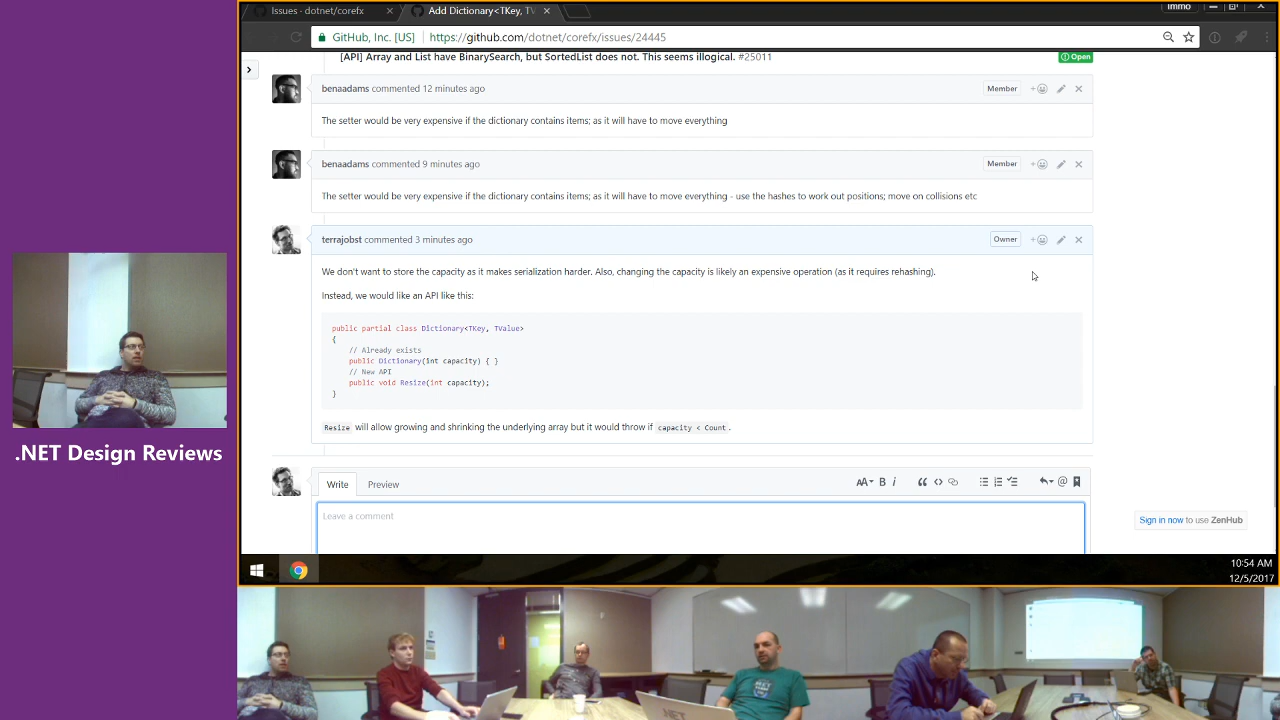 Issues · dotnet/corefx
Add Dictionary<TKey, TV
Immo
GitHub, Inc. [US]
https://github.com/dotnet/corefx/issues/24445
[API] Array and List have BinarySearch, but SortedList does not. This seems illogical. #25011
Open
benaadams commented 12 minutes ago
Member
The setter would be very expensive if the dictionary contains items; as it will have to move everything
benaadams commented 9 minutes ago
Member
The setter would be very expensive if the dictionary contains items; as it will have to move everything - use the hashes to work out positions; move on collisions etc
terrajobst commented 3 minutes ago
Owner
We don't want to store the capacity as it makes serialization harder. Also, changing the capacity is likely an expensive operation (as it requires rehashing).
Instead, we would like an API like this:
public partial class Dictionary<TKey, TValue>
{
// Already exists
public Dictionary(int capacity) { }
// New API
public void Resize(int capacity);
}
Resize will allow growing and shrinking the underlying array but it would throw if capacity < Count.
Write
Preview
AA
B
i
Leave a comment
Sign in now to use ZenHub
10:54 AM
12/5/2017
.NET Design Reviews
.NET
.NET